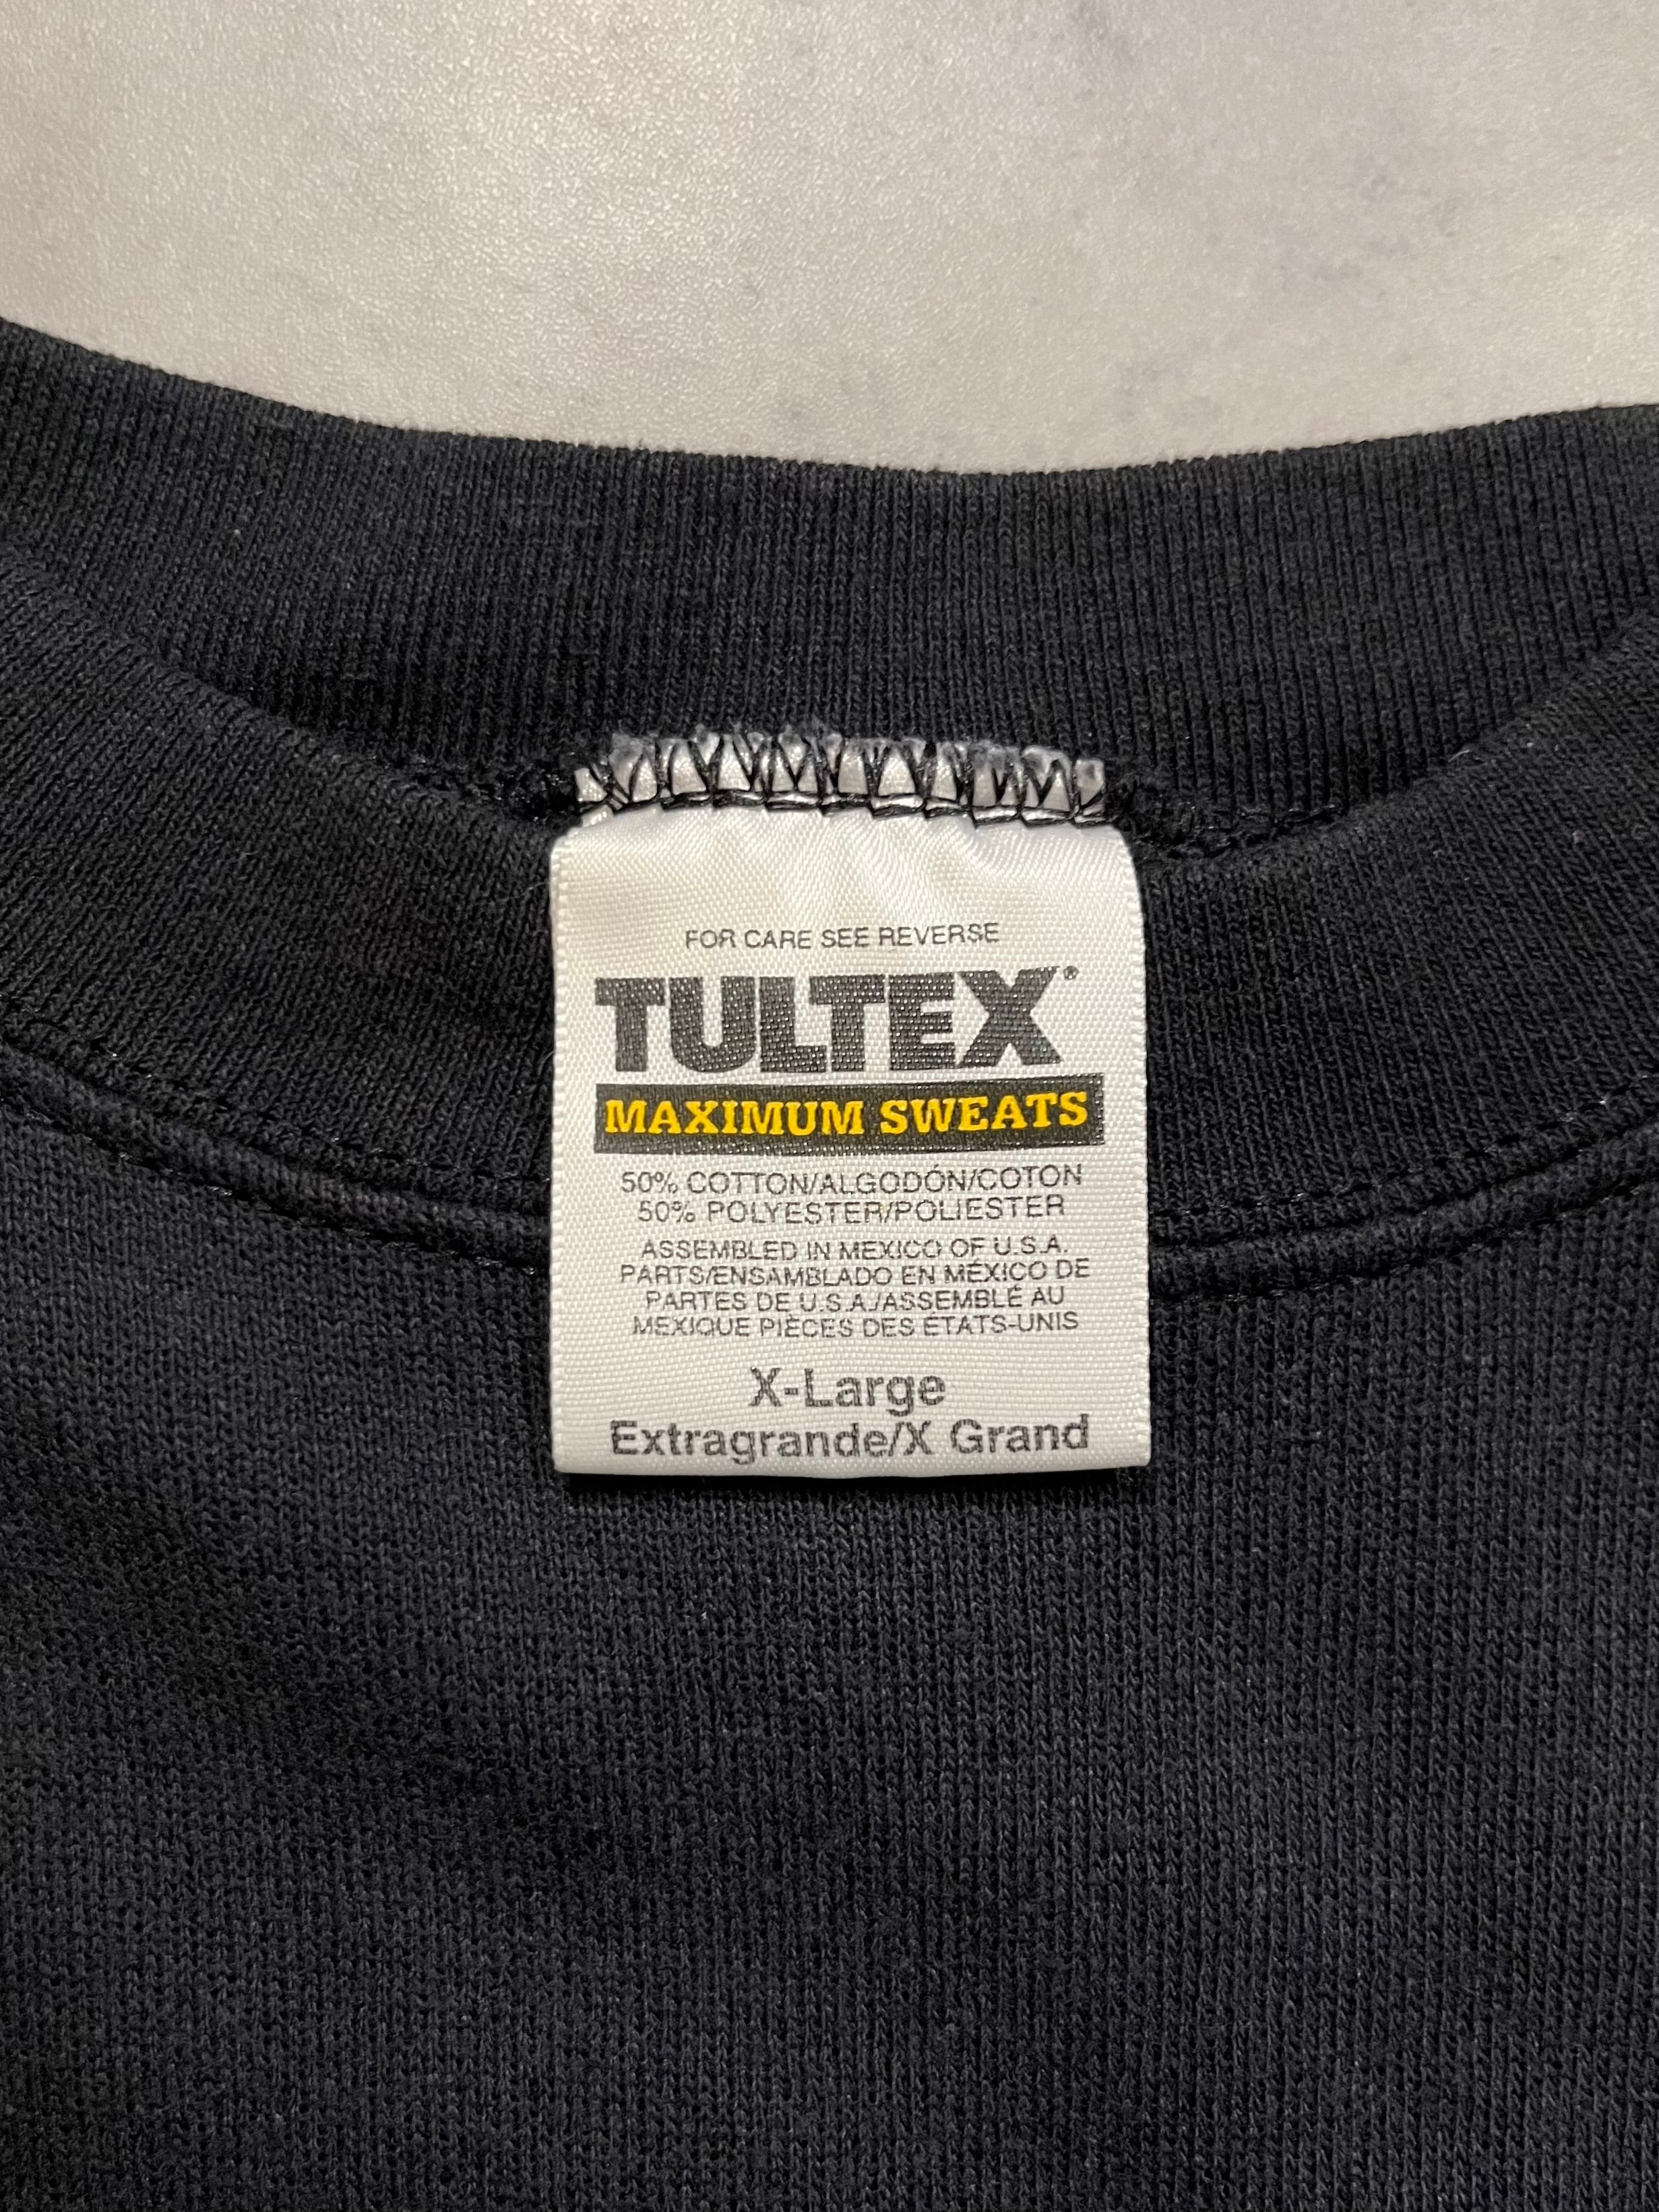 FOR CARE SEE REVERSE
TULTEX®
MAXIMUM SWEATS
50% COTTON/ALGODÓN/COTON
50% POLYESTER/POLIESTER
ASSEMBLED IN MEXICO OF U.S.A.
PARTS/ENSAMBLADO EN MÉXICO DE
PARTES DE U.S.A./ASSEMBLÉ AU
MEXIQUE PIÈCES DES ÉTATS-UNIS
X-Large
Extragrande/X Grand